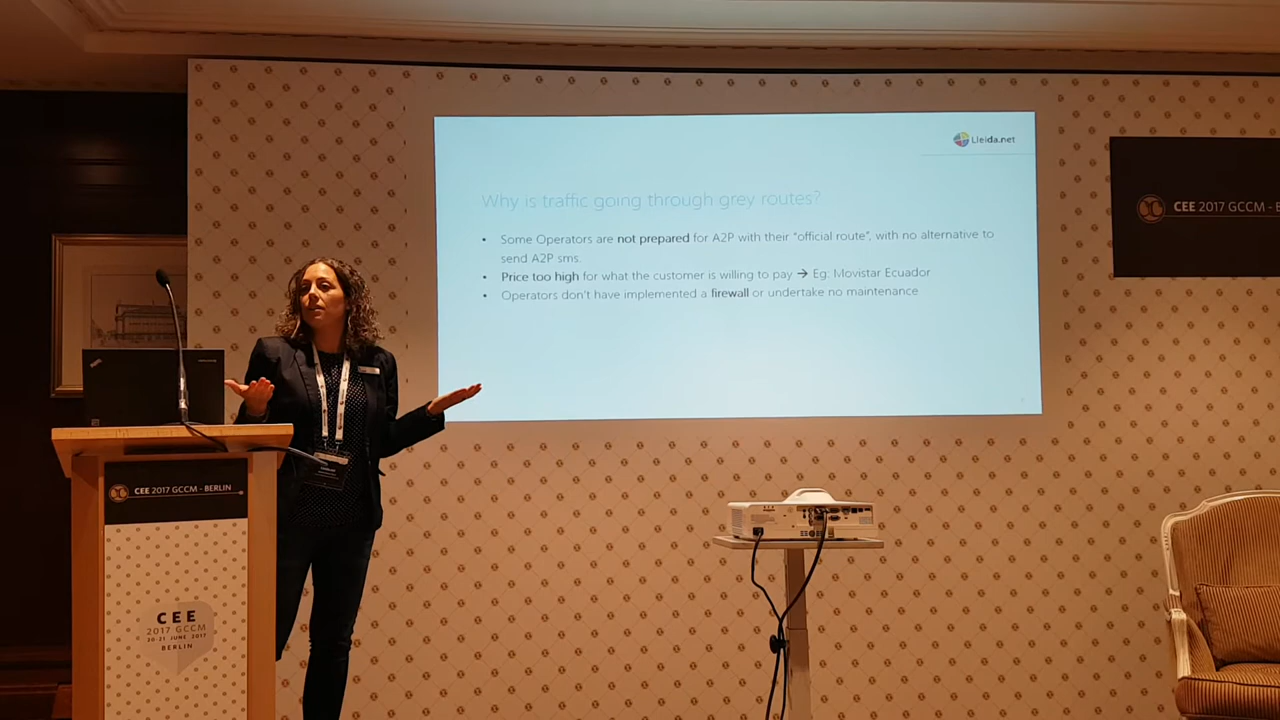 Lleida.net
Why is traffic going through grey routes?
• Some Operators are not prepared for A2P with their "official route", with no alternative to
send A2P sms.
• Price too high for what the customer is willing to pay → Eg: Movistar Ecuador
• Operators don't have implemented a firewall or undertake no maintenance
CEE 2017 GCCM - B
CEE 2017 GCCM - BERLIN
CEE
2017 GCCM
20-21 JUNE 2017
BERLIN